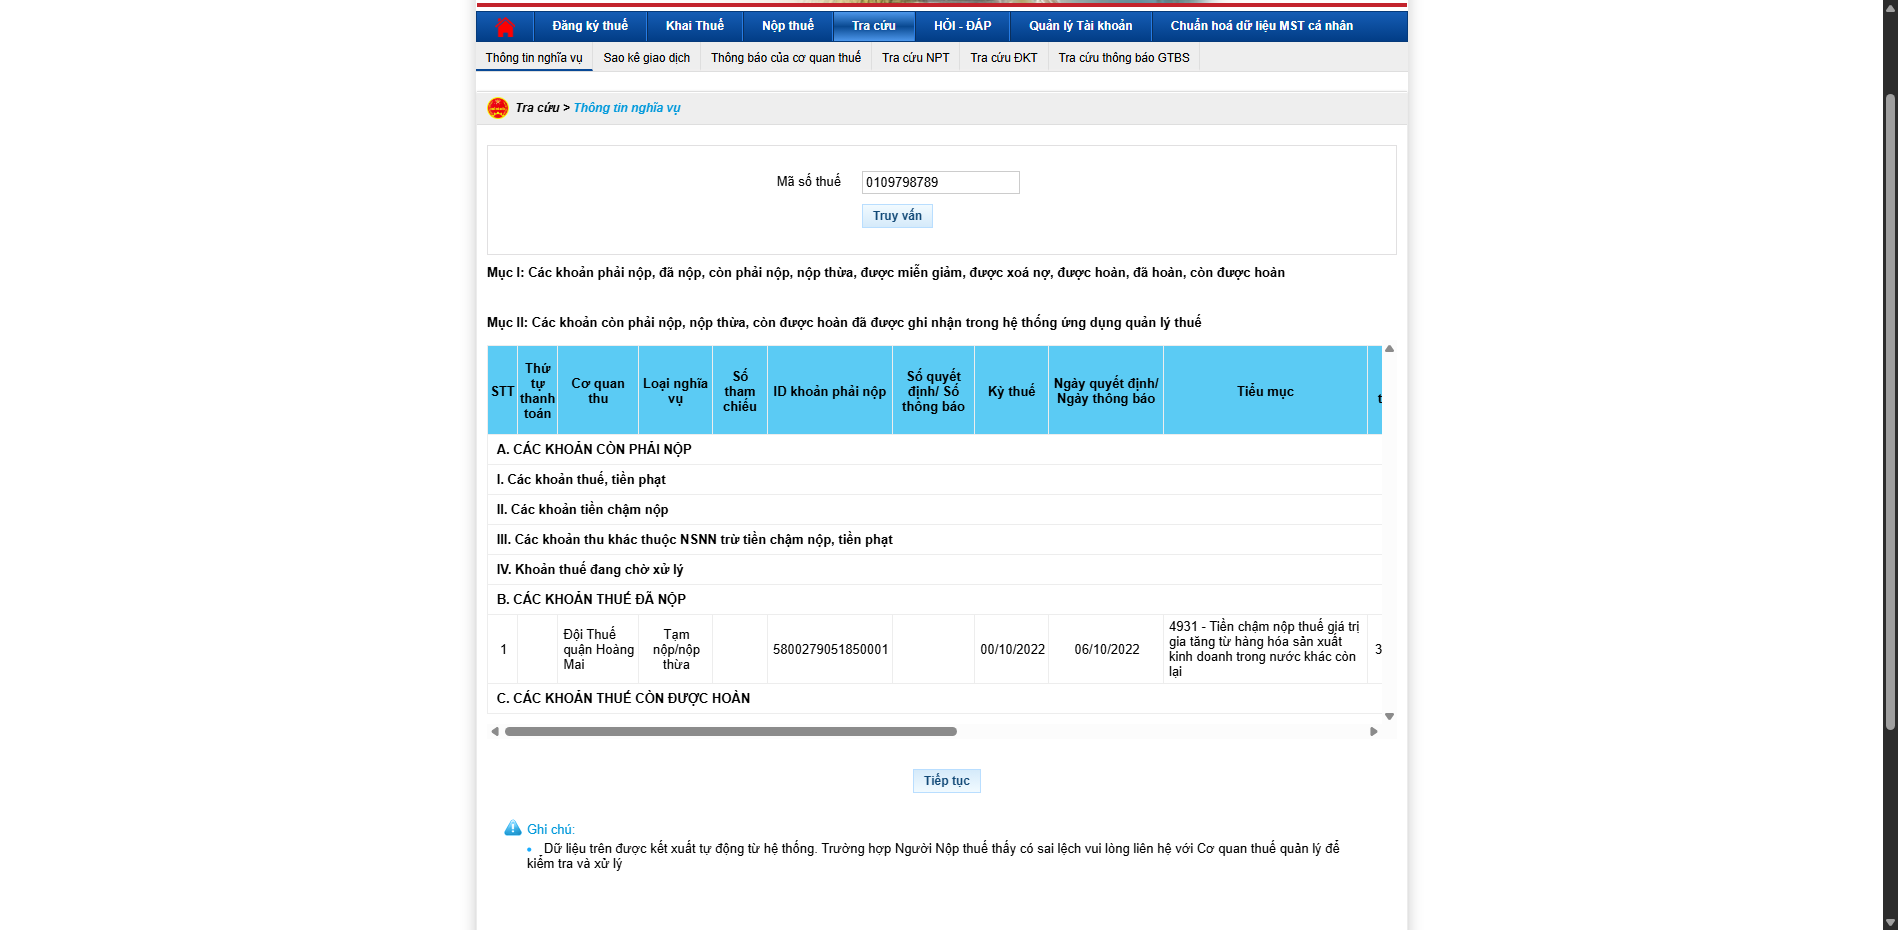 Đăng ký thuế Khai Thuế Nộp thuế Tra cứu HỎI - ĐÁP Quản lý Tài khoản Chuẩn hoá dữ liệu MST cá nhân
Thông tin nghĩa vụ Sao kê giao dịch Thông báo của cơ quan thuế Tra cứu NPT Tra cứu ĐKT Tra cứu thông báo GTBS
Tra cứu > Thông tin nghĩa vụ
Mã số thuế 0109798789
Truy vấn
Mục I: Các khoản phải nộp, đã nộp, còn phải nộp, nộp thừa, được miễn giảm, được xoá nợ, được hoàn, đã hoàn, còn được hoàn
Mục II: Các khoản còn phải nộp, nộp thừa, còn được hoàn đã được ghi nhận trong hệ thống ứng dụng quản lý thuế
STT
Thứ
tự
thanh
toán
Cơ quan
thu
Loại nghĩa
vụ
Số
tham
chiếu
ID khoản phải nộp
Số quyết
định/ Số
thông báo
Kỳ thuế
Ngày quyết định/
Ngày thông báo
Tiểu mục
t
A. CÁC KHOẢN CÒN PHẢI NỘP
I. Các khoản thuế, tiền phạt
II. Các khoản tiền chậm nộp
III. Các khoản thu khác thuộc NSNN trừ tiền chậm nộp, tiền phạt
IV. Khoản thuế đang chờ xử lý
B. CÁC KHOẢN THUẾ ĐÃ NỘP
1
Đội Thuế
quận Hoàng
Mai
Tạm
nộp/nộp
thừa
5800279051850001
00/10/2022
06/10/2022
4931 - Tiền chậm nộp thuế giá trị
gia tăng từ hàng hóa sản xuất
kinh doanh trong nước khác còn
lại
3
C. CÁC KHOẢN THUẾ CÒN ĐƯỢC HOÀN
Tiếp tục
Ghi chú:
Dữ liệu trên được kết xuất tự động từ hệ thống. Trường hợp Người Nộp thuế thấy có sai lệch vui lòng liên hệ với Cơ quan thuế quản lý để
kiểm tra và xử lý